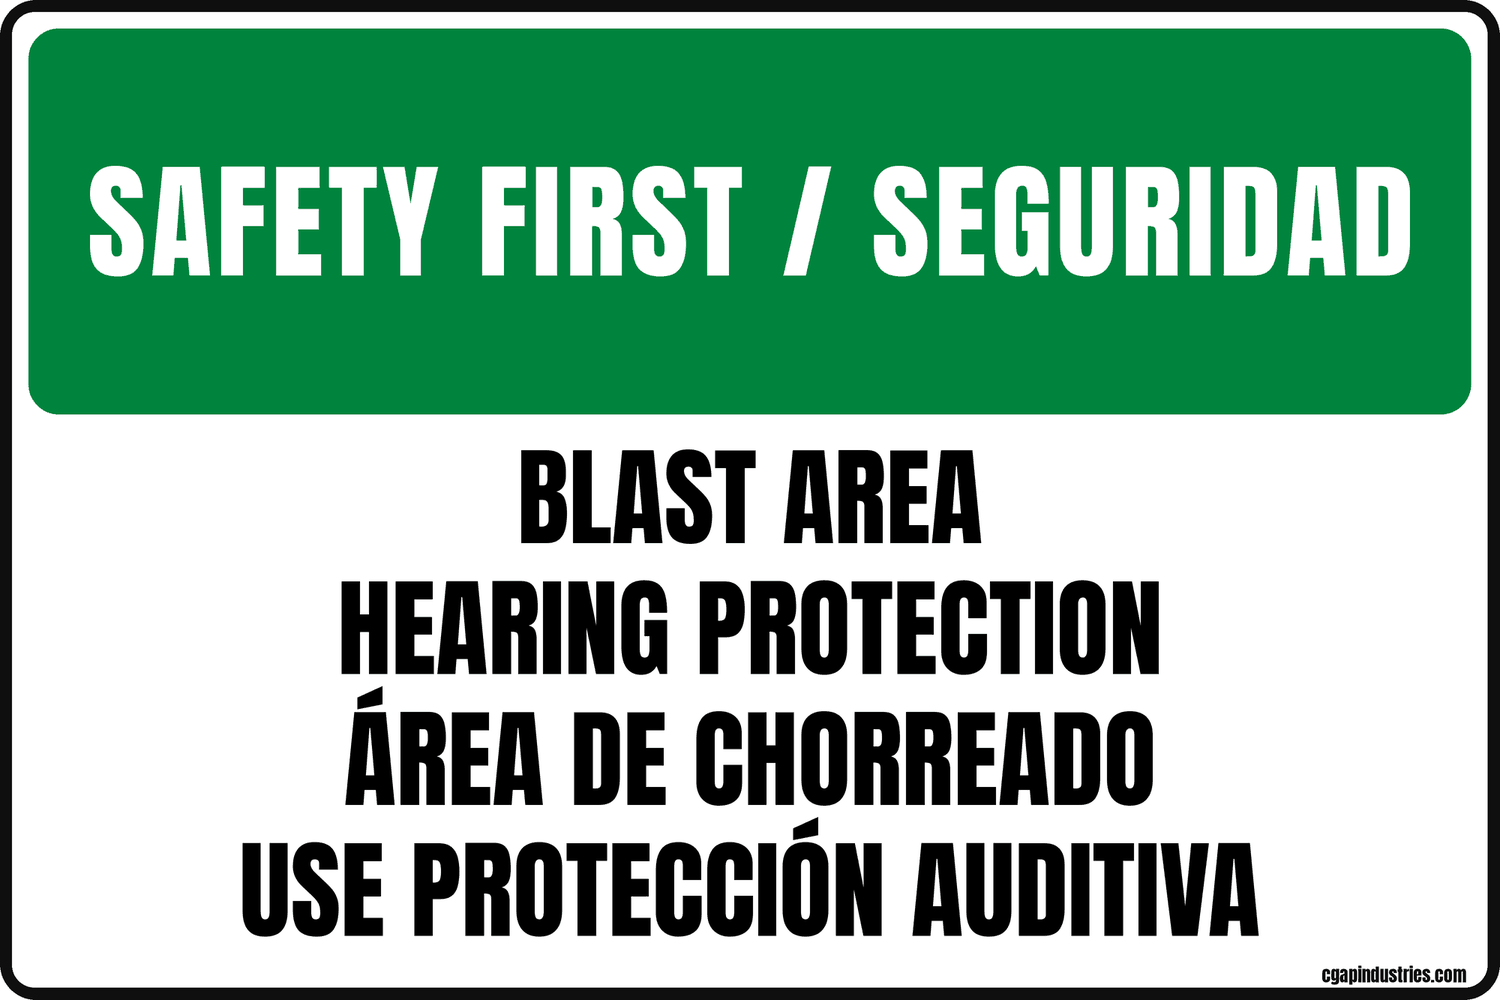 SAFETY FIRST / SEGURIDAD
BLAST AREA
HEARING PROTECTION
ÁREA DE CHORREADO
USE PROTECCIÓN AUDITIVA
cgapindustries.com